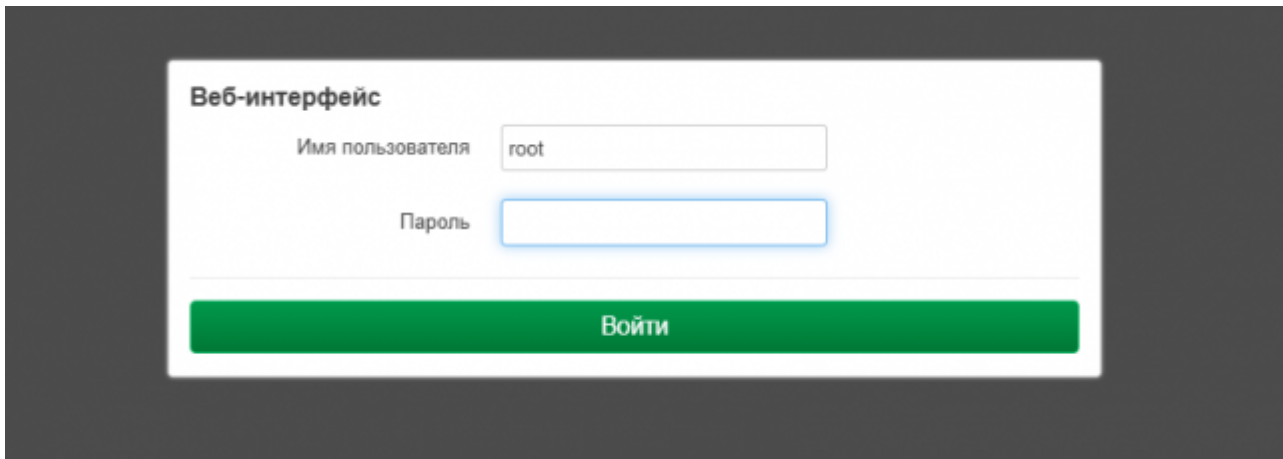 Веб-интерфейс
Имя пользователя root
Пароль
Войти